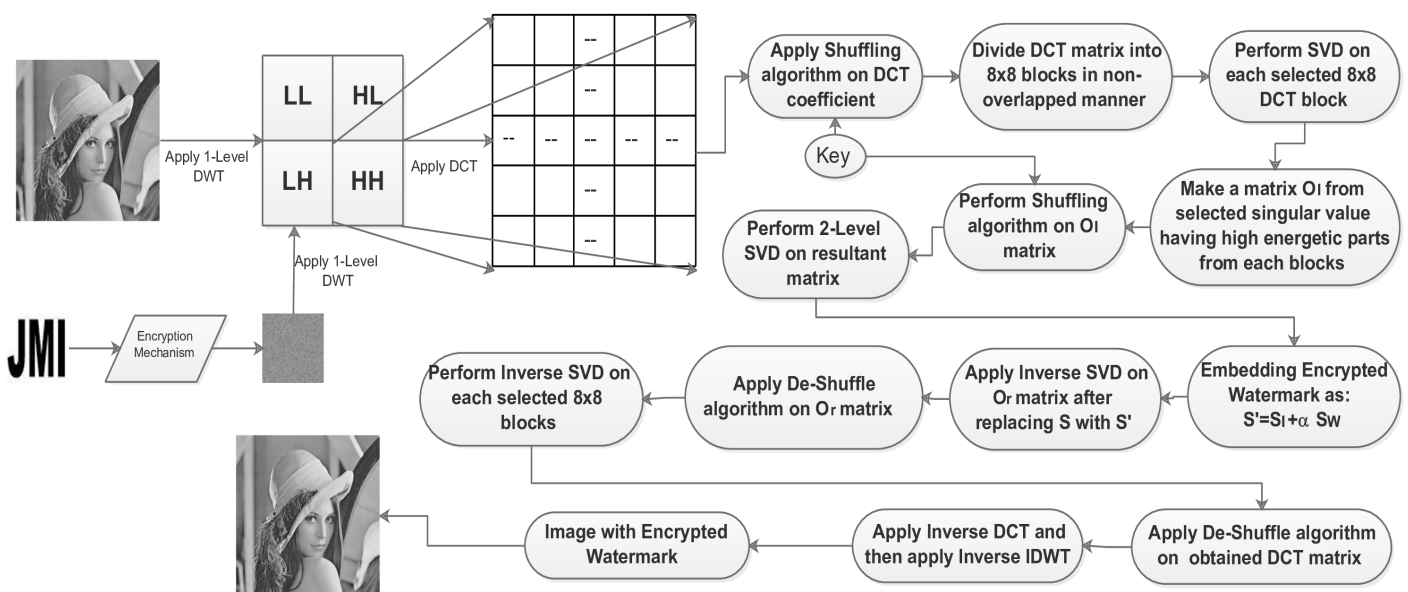 LL
HL
LH
HH
Apply 1-Level
DWT
Apply 1-Level
DWT
JMI
Encryption
Mechanism
Apply DCT
--
--
-- -- -- -- --
--
--
Apply Shuffling
algorithm on DCT
coefficient
Divide DCT matrix into
8x8 blocks in non-
overlapped manner
Perform SVD on
each selected 8x8
DCT block
Key
Make a matrix OI from
selected singular value
having high energetic parts
from each blocks
Perform Shuffling
algorithm on OI
matrix
Perform 2-Level
SVD on resultant
matrix
Embedding Encrypted
Watermark as:
S'=SI+α SW
Apply Inverse SVD on
Or matrix after
replacing S with S'
Apply De-Shuffle
algorithm on Or matrix
Perform Inverse SVD on
each selected 8x8
blocks
Apply De-Shuffle algorithm
on obtained DCT matrix
Apply Inverse DCT and
then apply Inverse IDWT
Image with Encrypted
Watermark